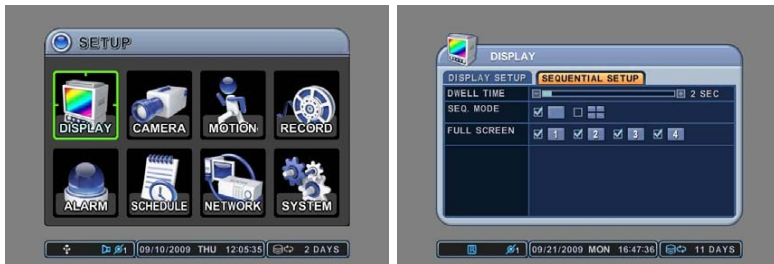 SETUP
DISPLAY CAMERA MOTION RECORD
ALARM SCHEDULE NETWORK SYSTEM
1 09/10/2009 THU 12:05:35 2 DAYS
DISPLAY
DISPLAY SETUP SEQUENTIAL SETUP
DWELL TIME 2 SEC
SEQ. MODE
FULL SCREEN 1 2 3 4
R 1 09/21/2009 MON 16:47:36 11 DAYS